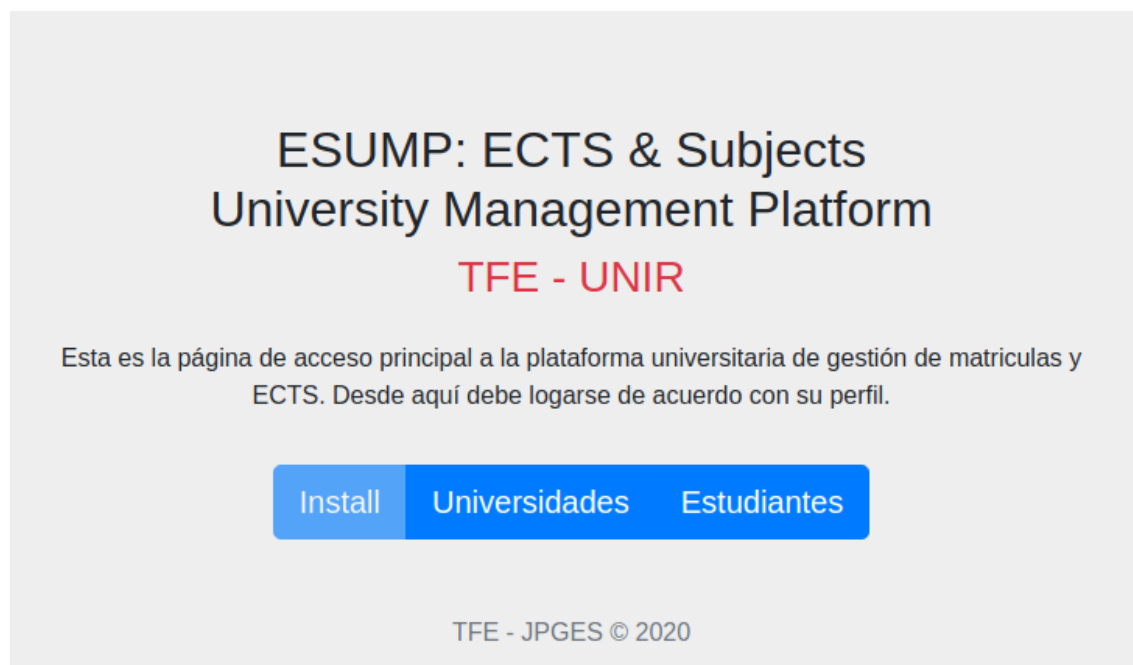 ESUMP: ECTS & Subjects
University Management Platform
TFE - UNIR
Esta es la página de acceso principal a la plataforma universitaria de gestión de matriculas y
ECTS. Desde aquí debe logarse de acuerdo con su perfil.
Install Universidades Estudiantes
TFE - JPGES © 2020